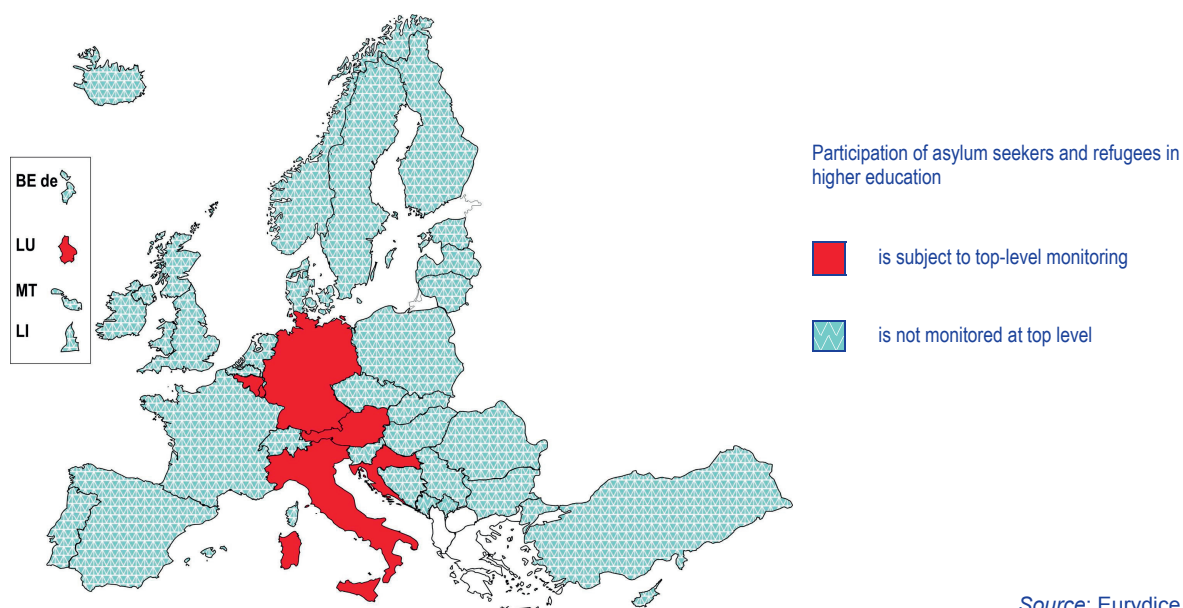 BE de
LU
MT
LI
Participation of asylum seekers and refugees in
higher education
is subject to top-level monitoring
is not monitored at top level
Source: Eurydice